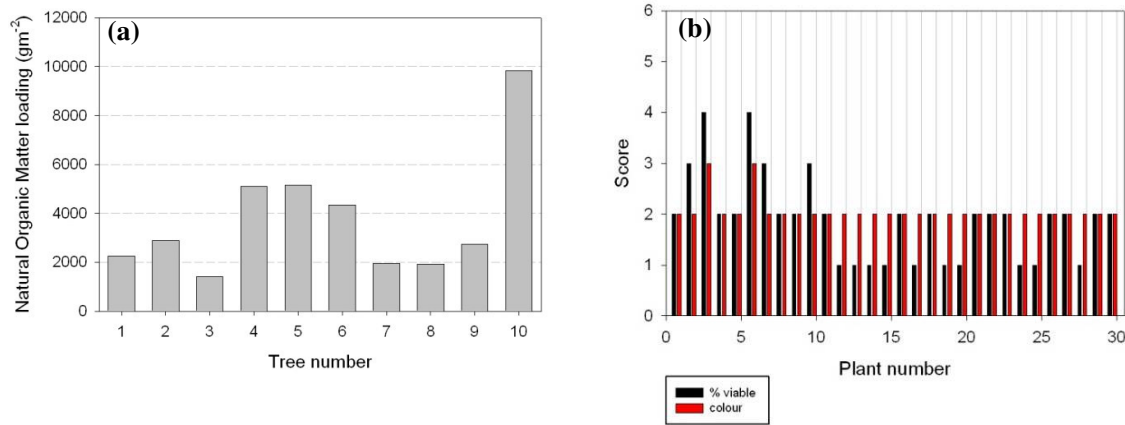 (a)
Natural Organic Matter loading (gm⁻²)
12000
10000
8000
6000
4000
2000
0
1 2 3 4 5 6 7 8 9 10
Tree number
(b)
Score
6
5
4
3
2
1
0
0 5 10 15 20 25 30
Plant number
% viable
colour